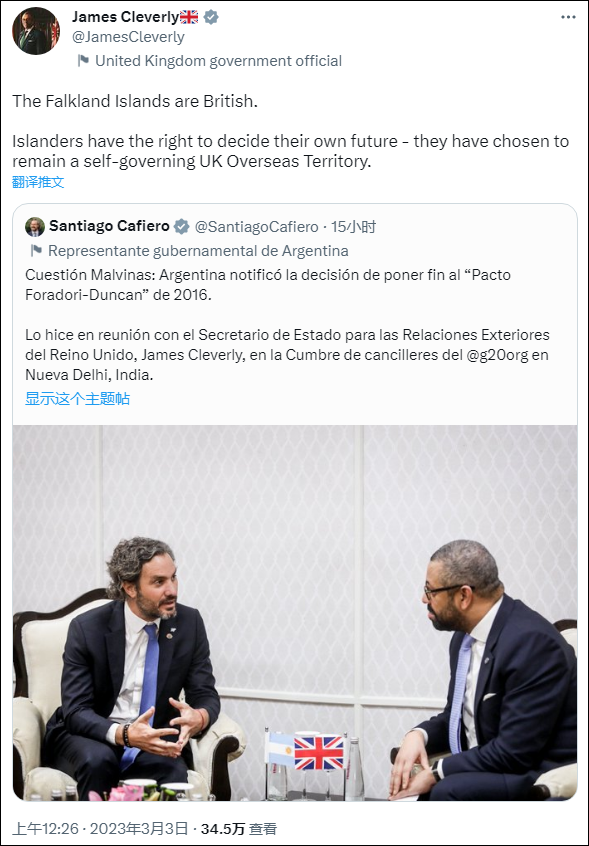 James Cleverly🇬🇧
@JamesCleverly
United Kingdom government official
The Falkland Islands are British.
Islanders have the right to decide their own future - they have chosen to
remain a self-governing UK Overseas Territory.
翻译推文
Santiago Cafiero @SantiagoCafiero · 15小时
Representante gubernamental de Argentina
Cuestión Malvinas: Argentina notificó la decisión de poner fin al “Pacto
Foradori-Duncan” de 2016.
Lo hice en reunión con el Secretario de Estado para las Relaciones Exteriores
del Reino Unido, James Cleverly, en la Cumbre de cancilleres del @g20org en
Nueva Delhi, India.
显示这个主题帖
上午12:26 · 2023年3月3日 · 34.5万 查看